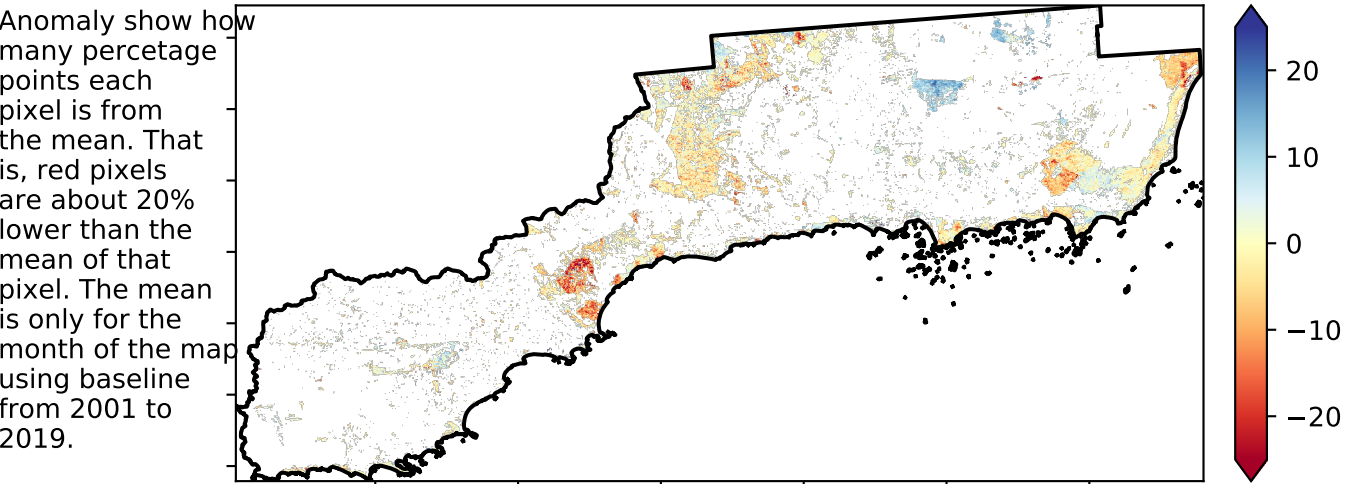 Anomaly show how
many percetage
points each
pixel is from
the mean. That
is, red pixels
are about 20%
lower than the
mean of that
pixel. The mean
is only for the
month of the map
using baseline
from 2001 to
2019.
20
10
0
−10
−20